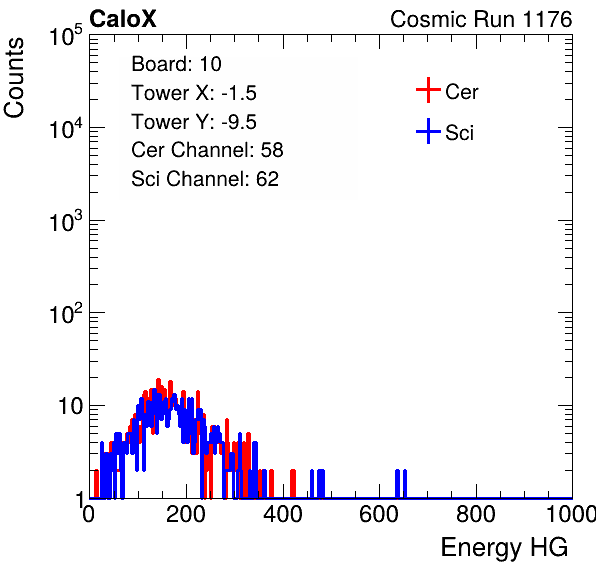 CaloX Cosmic Run 1176
Counts
10^5
10^4
10^3
10^2
10
1
Board: 10
Tower X: -1.5
Tower Y: -9.5
Cer Channel: 58
Sci Channel: 62
Cer
Sci
0 200 400 600 800 1000
Energy HG